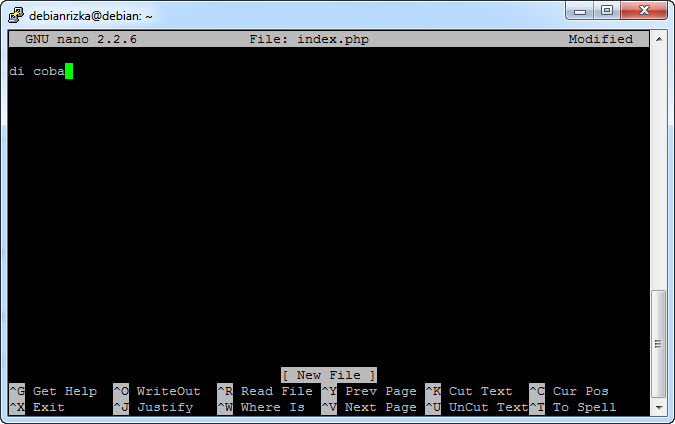 debianrizka@debian: ~
GNU nano 2.2.6 File: index.php Modified
di coba
[ New File ]
^G Get Help ^O WriteOut ^R Read File ^Y Prev Page ^K Cut Text ^C Cur Pos
^X Exit ^J Justify ^W Where Is ^V Next Page ^U UnCut Text ^T To Spell